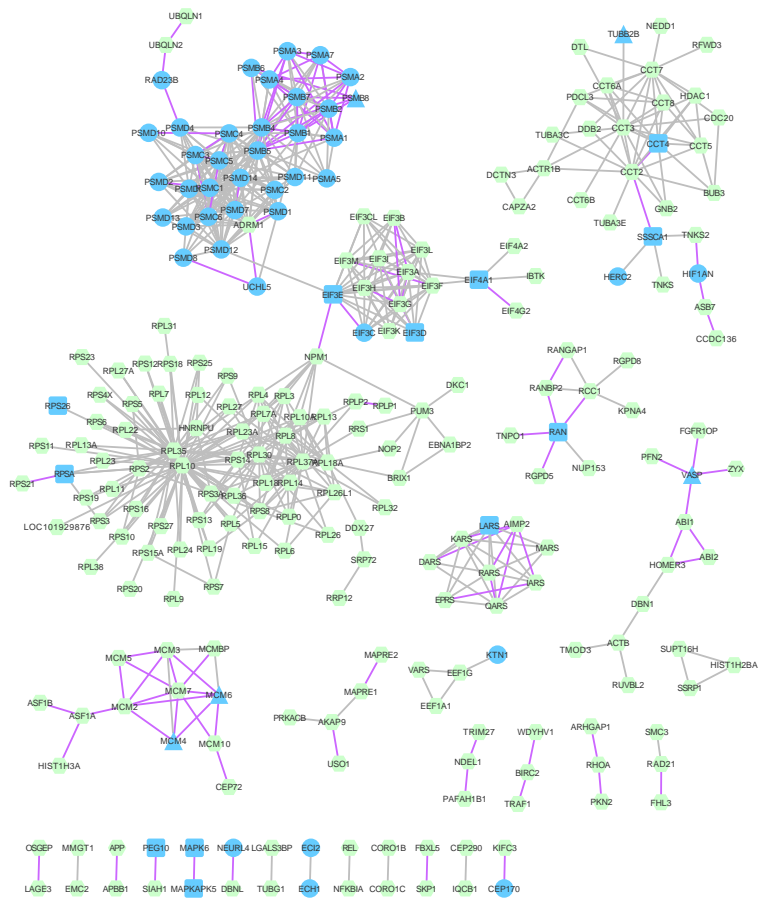 UBQLN1
UBQLN2
RAD23B
PSMA3
PSMA7
PSMB6
PSMA4
PSMA2
PSMB7
PSMB8
PSMB2
PSMD10
PSMD4
PSMC4
PSMB4
PSMB1
PSMA1
PSMC3
PSMB5
PSMC5
PSMD2
PSMC1
PSMD14
PSMD11
PSMA5
PSMC2
PSMD13
PSMC6
PSMD7
PSMD1
PSMD3
ADRM1
PSMD12
PSMD8
UCHL5
TUBB2B
NEDD1
DTL
RFWD3
CCT7
CCT6A
PDCL3
HDAC1
CCT8
CDC20
TUBA3C
DDB2
CCT3
CCT4
CCT5
DCTN3
ACTR1B
CCT2
BUB3
CAPZA2
CCT6B
GNB2
TUBA3E
SSSCA1
TNKS2
HERC2
TNKS
HIF1AN
ASB7
CCDC136
EIF3CL
EIF3B
EIF3M
EIF3I
EIF3L
EIF3A
EIF4A2
EIF3E
EIF3H
EIF3F
EIF4A1
IBTK
EIF3G
EIF4G2
EIF3C
EIF3K
EIF3D
RPL31
RPS23
RPL27A
RPS12
RPS18
RPS25
RPS9
NPM1
RPS4X
RPL7
RPL12
RPL4
RPL3
DKC1
RPS26
RPS5
RPL27
RPL7A
RPL10A
RPL13
RPLP2
RPLP1
PUM3
RPS6
RPL22
HNRNPU
RPL23A
RPL8
RRS1
RPS11
RPL13A
RPL35
RPL30
NOP2
EBNA1BP2
RPL23
RPL10
RPS14
RPL37A
RPL18A
RPSA
RPS2
BRIX1
RPS21
RPL11
RPS19
RPS3A
RPL36
RPL18
RPL14
RPL26L1
RPL32
RPS16
RPS8
LOC101929876
RPS3
RPS27
RPS13
RPL5
RPLP0
RPS10
RPL26
DDX27
RPS15A
RPL24
RPL19
RPL15
RPL6
SRP72
RPL38
RPS20
RPL9
RPS7
RRP12
RANGAP1
RGPD8
RANBP2
RCC1
KPNA4
TNPO1
RAN
RGPD5
NUP153
FGFR1OP
PFN2
VASP
ZYX
ABI1
ABI2
HOMER3
DBN1
ACTB
TMOD3
RUVBL2
SUPT16H
HIST1H2BA
SSRP1
LARS
AIMP2
KARS
MARS
DARS
RARS
IARS
EPRS
QARS
MCM5
MCM3
MCMBP
MCM7
MCM6
MCM2
ASF1B
ASF1A
MCM4
MCM10
HIST1H3A
CEP72
MAPRE2
MAPRE1
PRKACB
AKAP9
USO1
KTN1
VARS
EEF1G
EEF1A1
TRIM27
NDEL1
PAFAH1B1
WDYHV1
BIRC2
TRAF1
ARHGAP1
RHOA
PKN2
SMC3
RAD21
FHL3
OSGEP
MMGT1
APP
PEG10
MAPK6
NEURL4
LGALS3BP
ECI2
REL
CORO1B
FBXL5
CEP290
KIFC3
LAGE3
EMC2
APBB1
SIAH1
MAPKAPK5
DBNL
TUBG1
ECH1
NFKBIA
CORO1C
SKP1
IQCB1
CEP170